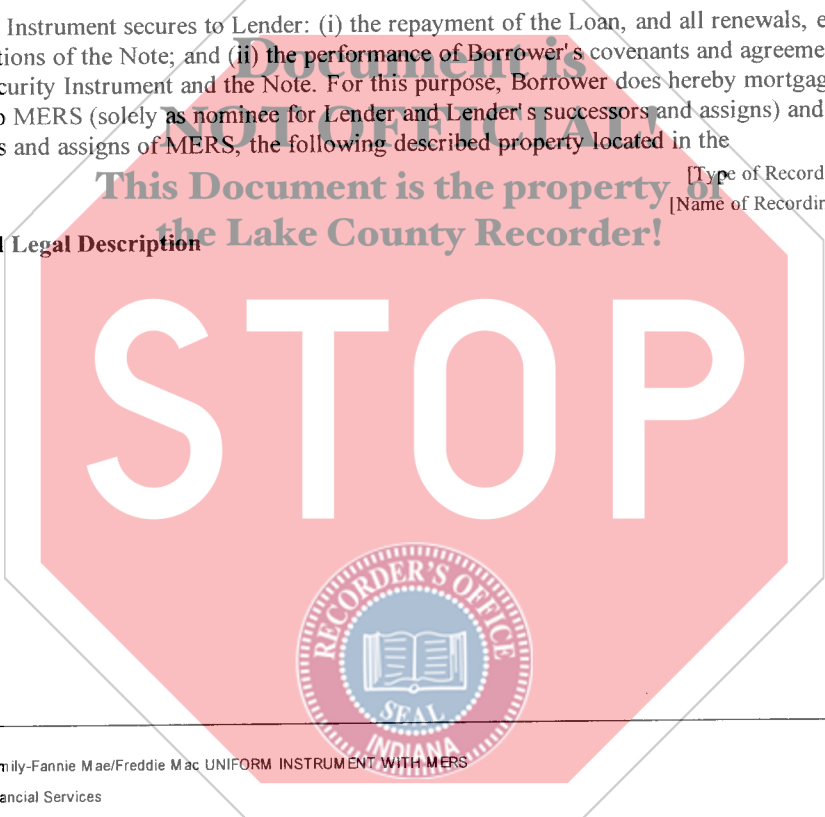 Instrument secures to Lender: (i) the repayment of the Loan, and all renewals, e
tions of the Note; and (ii) the performance of Borrower's covenants and agreeme
curity Instrument and the Note. For this purpose, Borrower does hereby mortgag
o MERS (solely as nominee for Lender and Lender's successors and assigns) and
s and assigns of MERS, the following described property located in the
[Type of Record
[Name of Recordin
l Legal Description
Document is
NOT OFFICIAL!
This Document is the property of
the Lake County Recorder!
STOP
RECORDER'S OFFICE
SEAL
INDIANA
mily-Fannie Mae/Freddie Mac UNIFORM INSTRUMENT WITH MERS
ancial Services